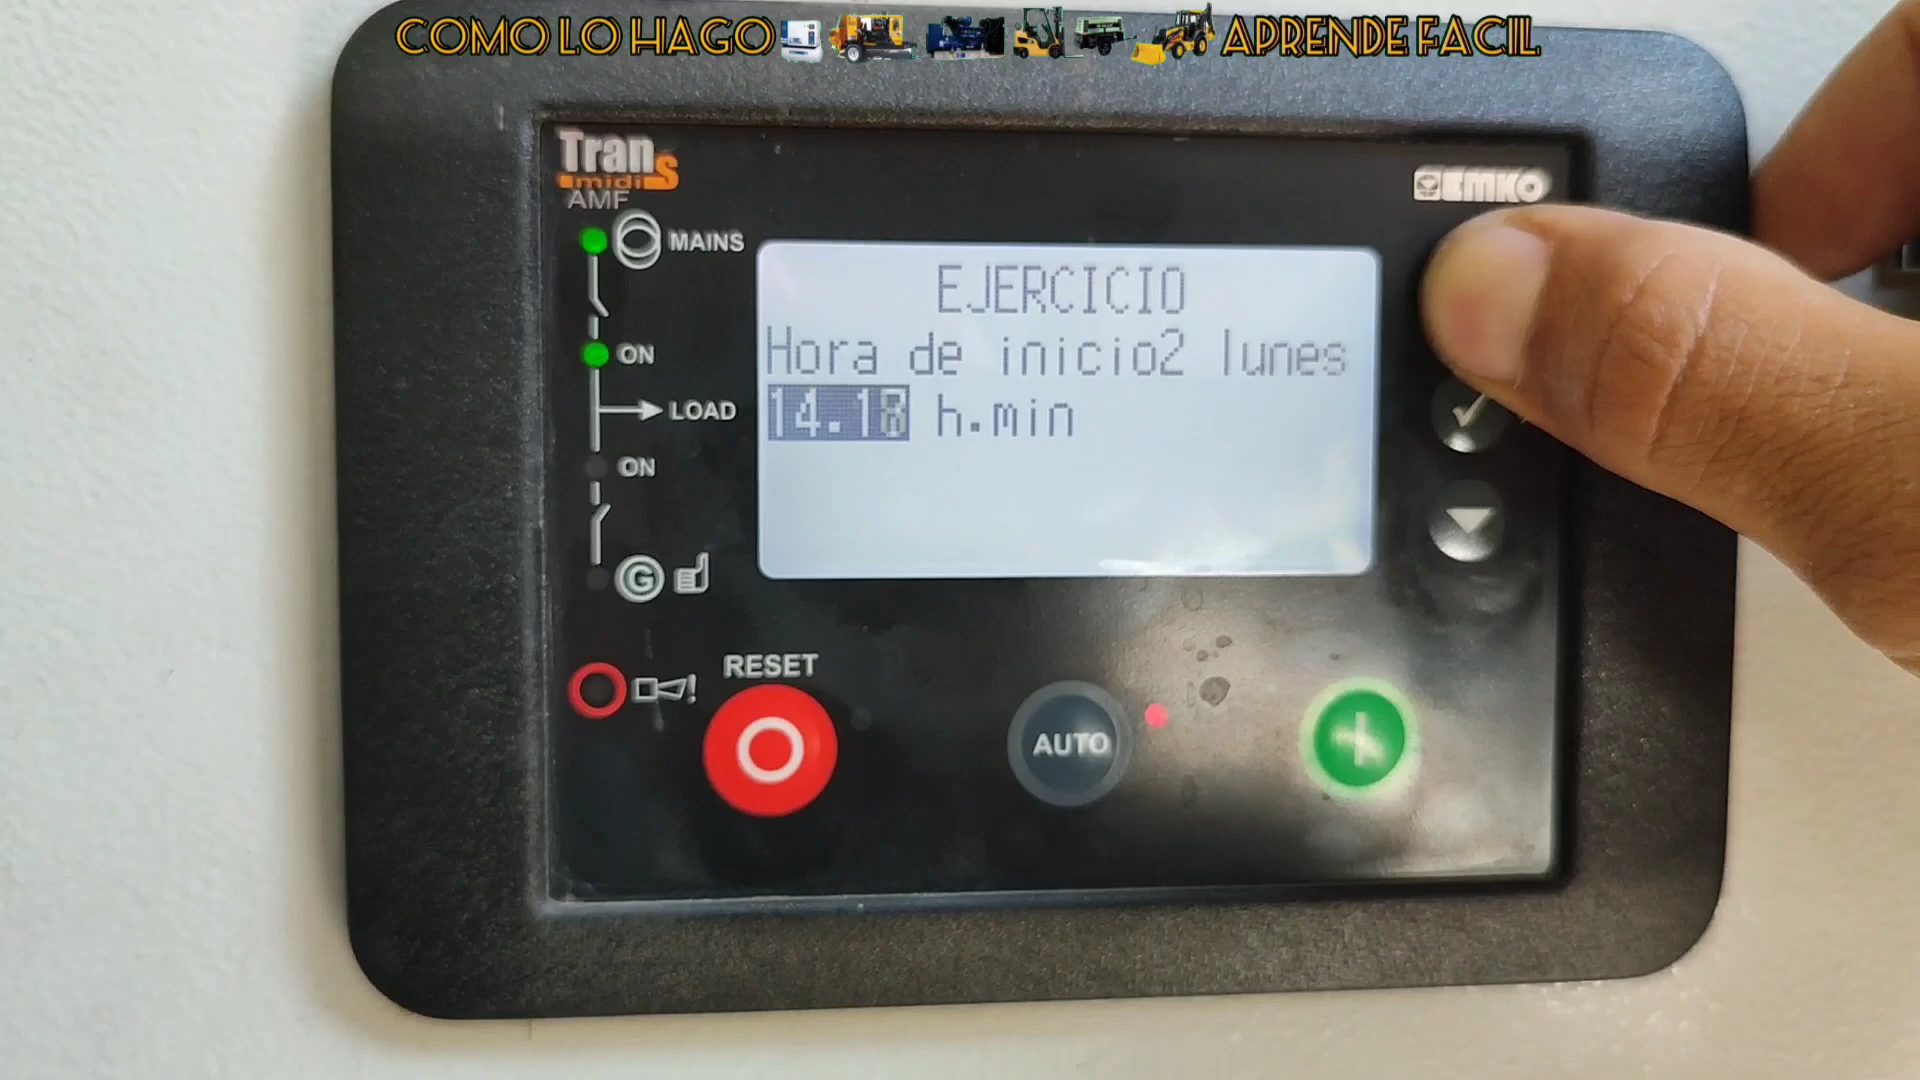 COMO LO HAGO APRENDE FACIL
Trans
midi
AMF
EMKO
MAINS
EJERCICIO
Hora de inicio2 lunes
h.min
ON
LOAD
ON
G
RESET
AUTO